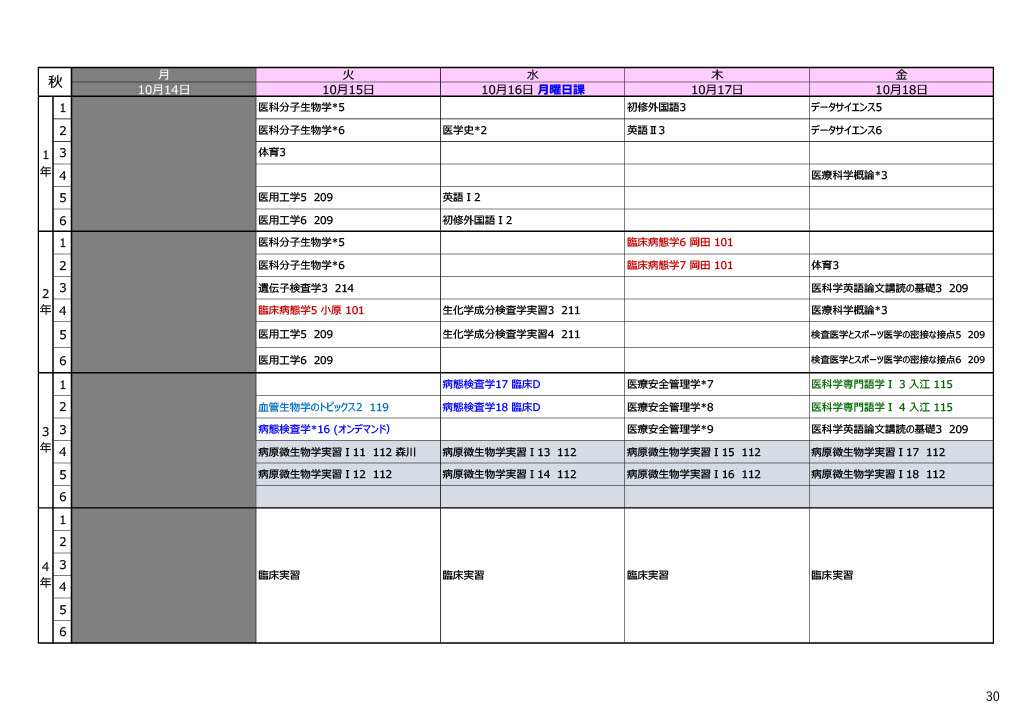 秋 月 火 水 木 金
10月14日 10月15日 10月16日 月曜日課 10月17日 10月18日
1年
1 医科分子生物学*5 初修外国語3 データサイエンス5
2 医科分子生物学*6 医学史*2 英語Ⅱ3 データサイエンス6
3 体育3
4 医療科学概論*3
5 医用工学5 209 英語Ⅰ2
6 医用工学6 209 初修外国語Ⅰ2
2年
1 医科分子生物学*5 臨床病態学6 岡田 101
2 医科分子生物学*6 臨床病態学7 岡田 101 体育3
3 遺伝子検査学3 214 医科学英語論文講読の基礎3 209
4 臨床病態学5 小原 101 生化学成分検査学実習3 211 医療科学概論*3
5 医用工学5 209 生化学成分検査学実習4 211 検査医学とスポーツ医学の密接な接点5 209
6 医用工学6 209 検査医学とスポーツ医学の密接な接点6 209
3年
1 病態検査学17 臨床D 医療安全管理学*7 医科学専門語学Ⅰ 3 入江 115
2 血管生物学のトピックス2 119 病態検査学18 臨床D 医療安全管理学*8 医科学専門語学Ⅰ 4 入江 115
3 病態検査学*16 (オンデマンド) 医療安全管理学*9 医科学英語論文講読の基礎3 209
4 病原微生物学実習Ⅰ11 112 森川 病原微生物学実習Ⅰ13 112 病原微生物学実習Ⅰ15 112 病原微生物学実習Ⅰ17 112
5 病原微生物学実習Ⅰ12 112 病原微生物学実習Ⅰ14 112 病原微生物学実習Ⅰ16 112 病原微生物学実習Ⅰ18 112
6
4年
1
2
3
臨床実習 臨床実習 臨床実習 臨床実習
4
5
6
30